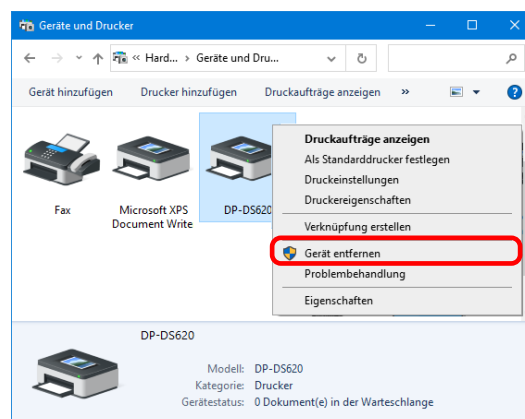 Geräte und Drucker
« Hard... › Geräte und Dru...
Gerät hinzufügen Drucker hinzufügen Druckaufträge anzeigen »
Fax
Microsoft XPS
Document Write
DP-DS620
Druckaufträge anzeigen
Als Standarddrucker festlegen
Druckeinstellungen
Druckereigenschaften
Verknüpfung erstellen
Gerät entfernen
Problembehandlung
Eigenschaften
DP-DS620
Modell: DP-DS620
Kategorie: Drucker
Gerätestatus: 0 Dokument(e) in der Warteschlange